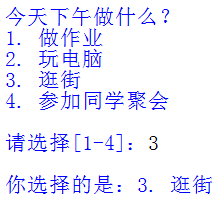 今天下午做什么？
1. 做作业
2. 玩电脑
3. 逛街
4. 参加同学聚会
请选择[1-4]：3
你选择的是：3. 逛街